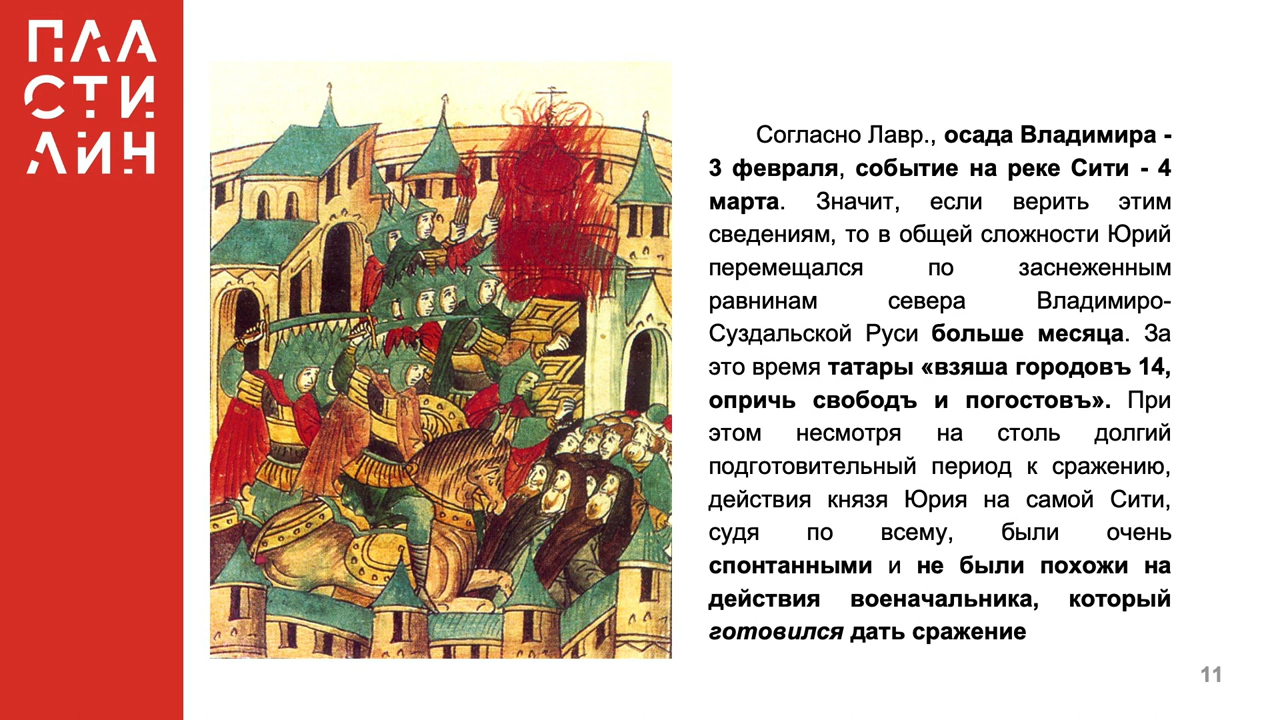 ПЛА
СТИ
ЛИН
Согласно Лавр., осада Владимира -
3 февраля, событие на реке Сити - 4
марта. Значит, если верить этим
сведениям, то в общей сложности Юрий
перемещался по заснеженным
равнинам севера Владимиро-
Суздальской Руси больше месяца. За
это время татары «взяша городовъ 14,
опричь свободъ и погостовъ». При
этом несмотря на столь долгий
подготовительный период к сражению,
действия князя Юрия на самой Сити,
судя по всему, были очень
спонтанными и не были похожи на
действия военачальника, который
готовился дать сражение
11